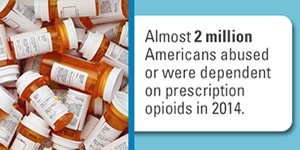 Almost 2 million
Americans abused
or were dependent
on prescription
opioids in 2014.